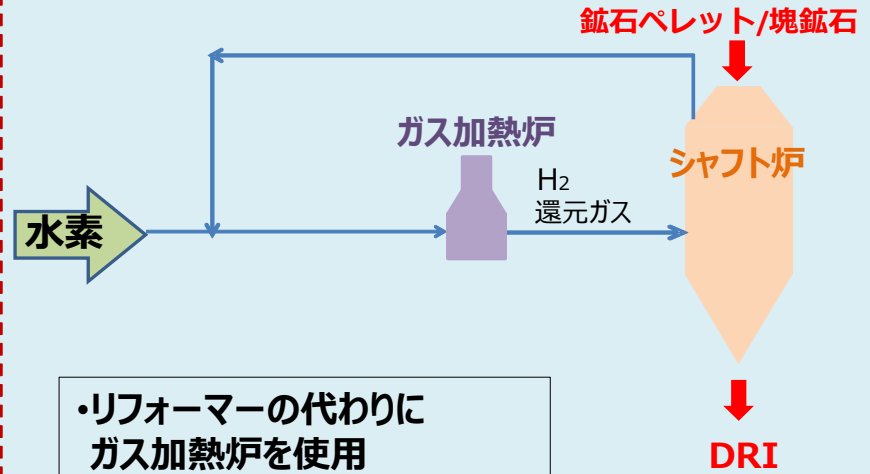 鉱石ペレット/塊鉱石
ガス加熱炉
シャフト炉
H2
還元ガス
水素
・リフォーマーの代わりに
ガス加熱炉を使用
DRI